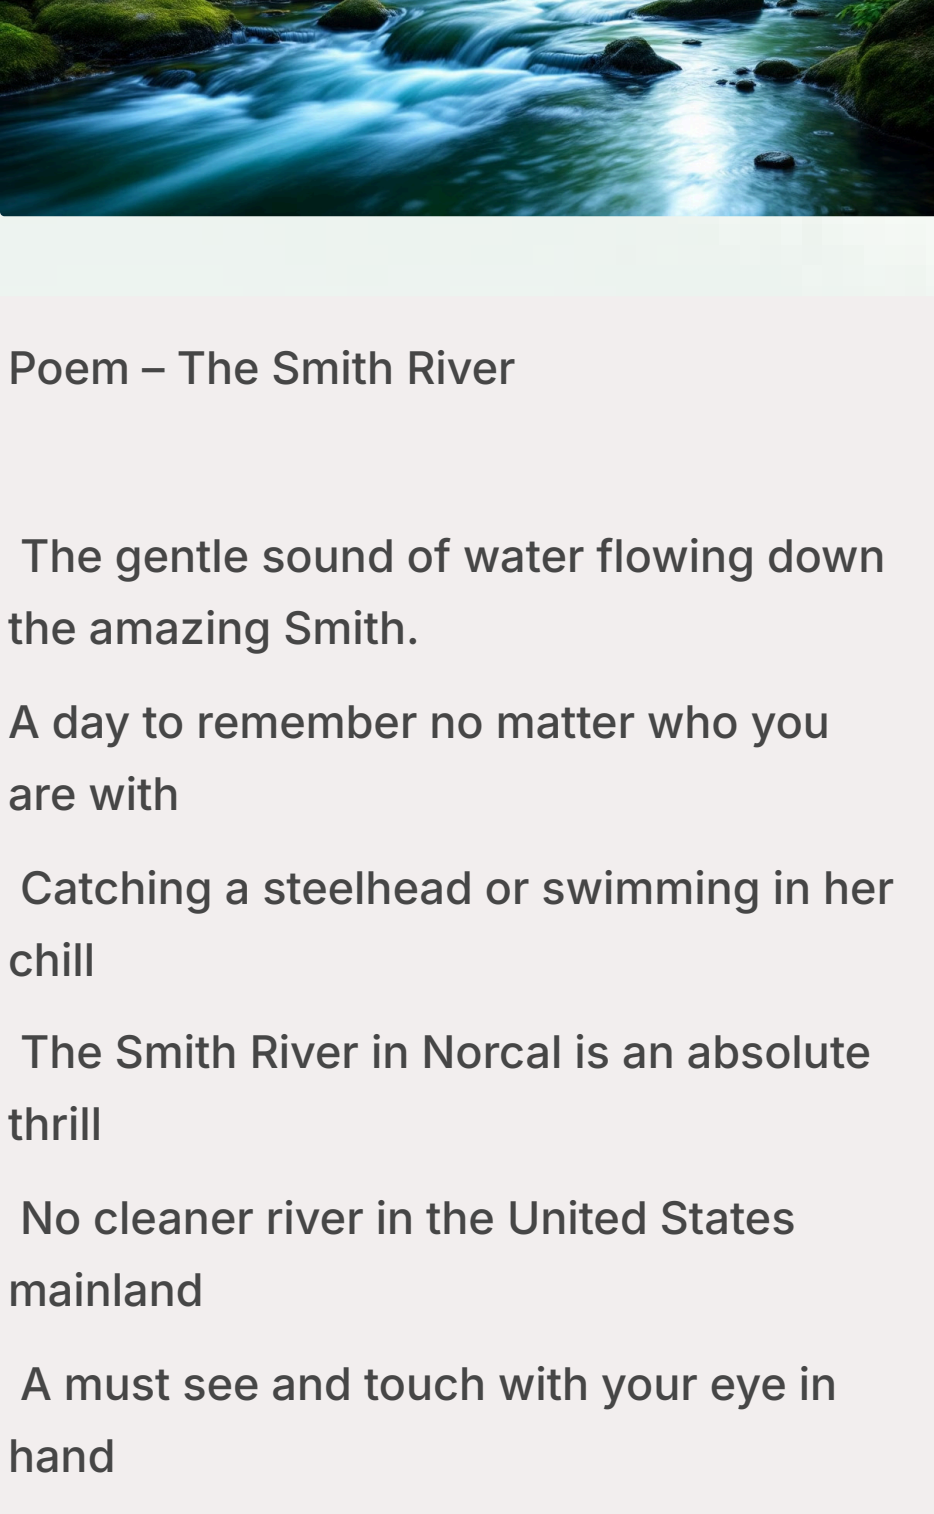 Poem – The Smith River
The gentle sound of water flowing down
the amazing Smith.
A day to remember no matter who you
are with
Catching a steelhead or swimming in her
chill
The Smith River in Norcal is an absolute
thrill
No cleaner river in the United States
mainland
A must see and touch with your eye in
hand